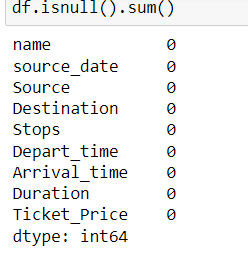 df.isnull().sum()
name 0
source_date 0
Source 0
Destination 0
Stops 0
Depart_time 0
Arrival_time 0
Duration 0
Ticket_Price 0
dtype: int64